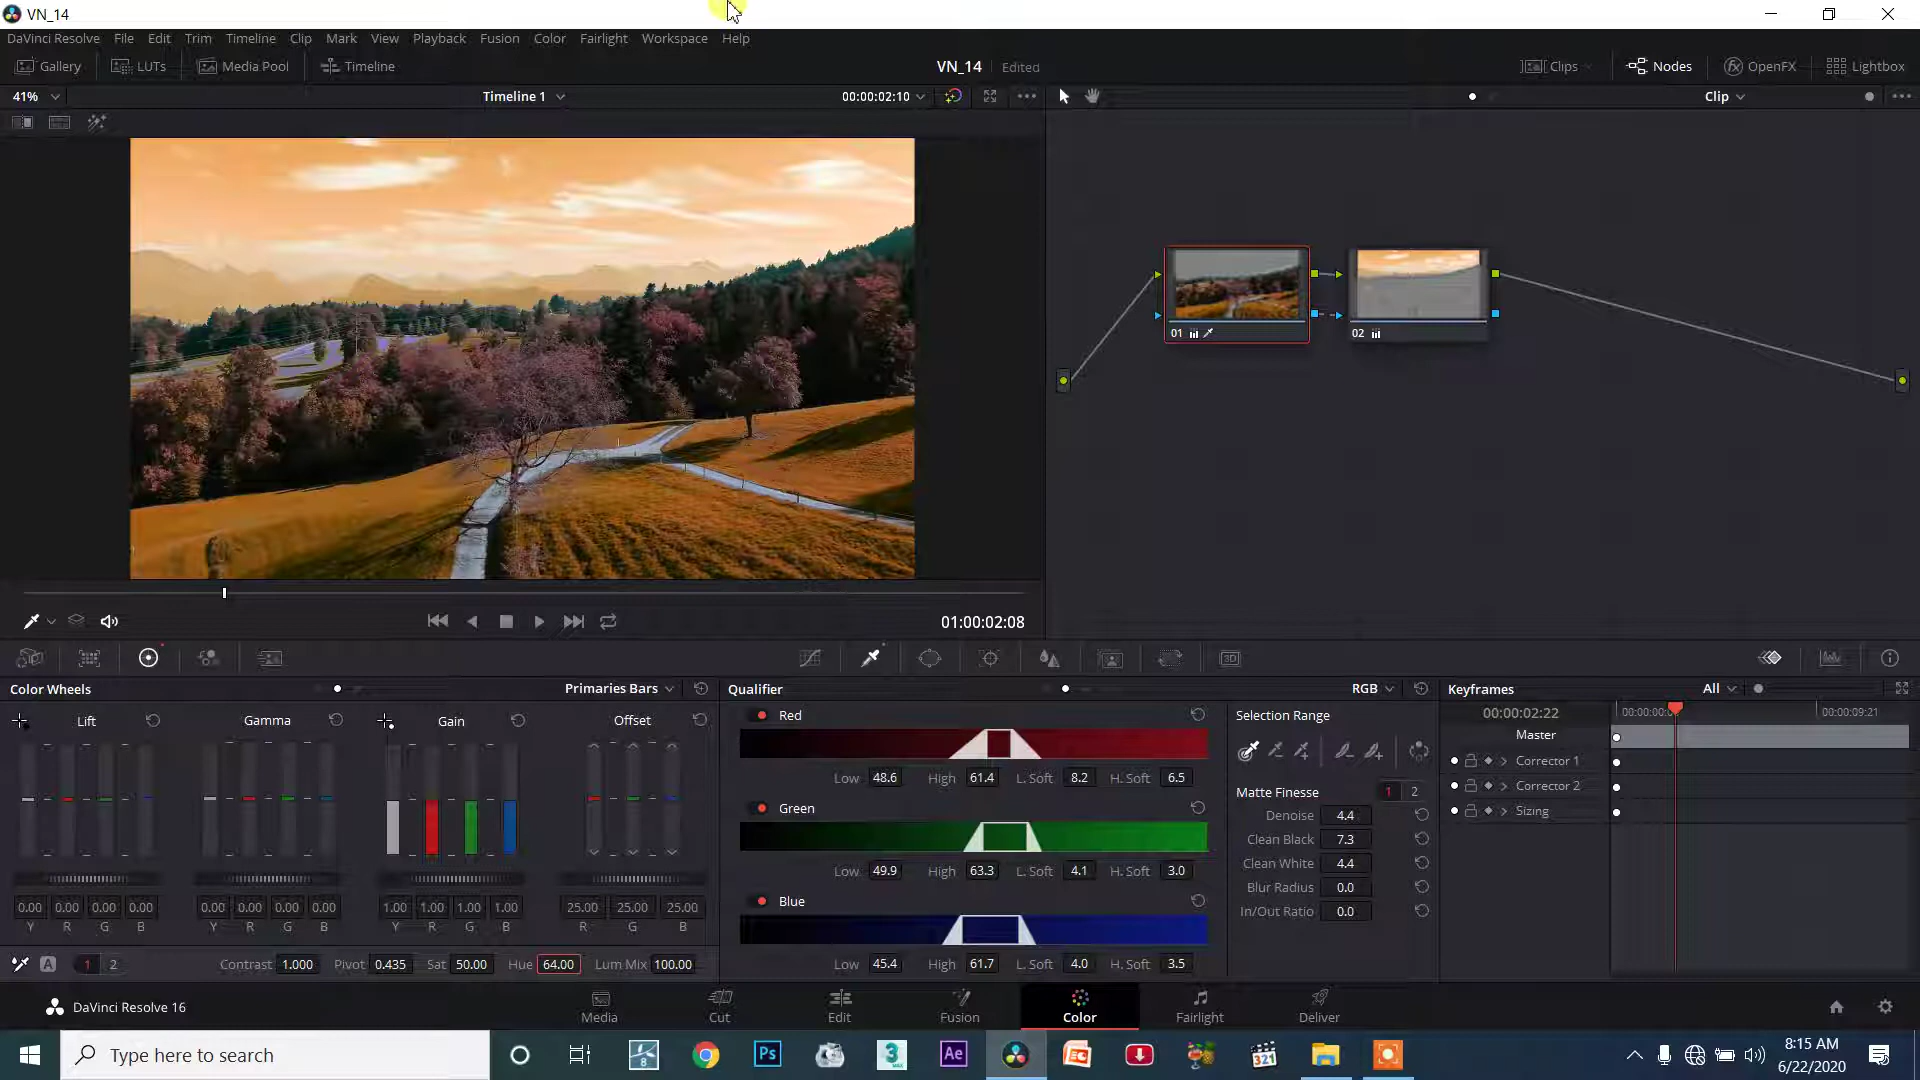 VN_14
DaVinci Resolve File Edit Trim Timeline Clip Mark View Playback Fusion Color Fairlight Workspace Help
Gallery LUTs Media Pool Timeline VN_14 Edited Clips Nodes OpenFX Lightbox
41% Timeline 1 00:00:02:10 Clip
01 02
01:00:02:08
Color Wheels Primaries Bars Qualifier RGB Keyframes All
Lift Gamma Gain Offset
Red
Low 48.6 High 61.4 L. Soft 8.2 H. Soft 6.5
Green
Low 49.9 High 63.3 L. Soft 4.1 H. Soft 3.0
Blue
Low 45.4 High 61.7 L. Soft 4.0 H. Soft 3.5
Selection Range
Matte Finesse 1 2
Denoise 4.4
Clean Black 7.3
Clean White 4.4
Blur Radius 0.0
In/Out Ratio 0.0
00:00:02:22 00:00:0 00:00:09:21
Master
Corrector 1
Corrector 2
Sizing
0.00 0.00 0.00 0.00 0.00 0.00 0.00 0.00 1.00 1.00 1.00 1.00 25.00 25.00 25.00
Y R G B Y R G B Y R G B R G B
A 1 2 Contrast 1.000 Pivot 0.435 Sat 50.00 Hue 64.00 Lum Mix 100.00
DaVinci Resolve 16 Media Cut Edit Fusion Color Fairlight Deliver
Type here to search
8:15 AM
6/22/2020